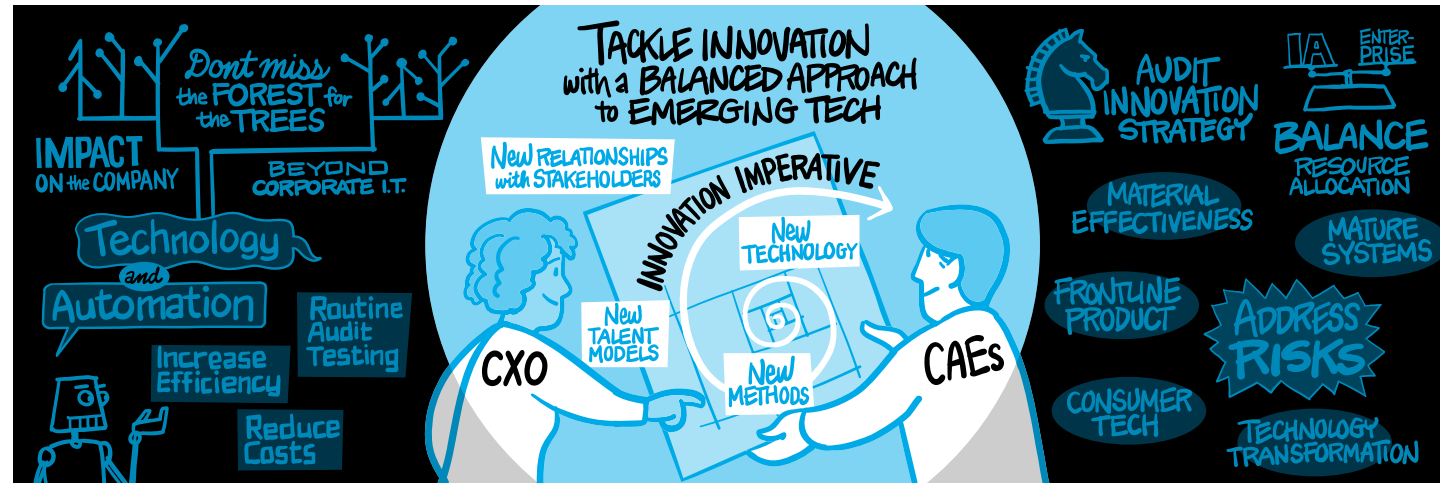 Dont miss
the FOREST for
the TREES
IMPACT
ON the COMPANY
BEYOND
CORPORATE I.T.
Technology
and
Automation
Routine
Audit
Testing
Increase
Efficiency
Reduce
Costs
TACKLE INNOVATION
with a BALANCED APPROACH
to EMERGING TECH
New RELATIONSHIPS
with STAKEHOLDERS
INNOVATION IMPERATIVE
New
TECHNOLOGY
New
TALENT
MODELS
New
METHODS
CXO
CAEs
AUDIT
INNOVATION
STRATEGY
IA
ENTER-
PRISE
BALANCE
RESOURCE
ALLOCATION
MATERIAL
EFFECTIVENESS
MATURE
SYSTEMS
FRONTLINE
PRODUCT
ADDRESS
RISKS
CONSUMER
TECH
TECHNOLOGY
TRANSFORMATION